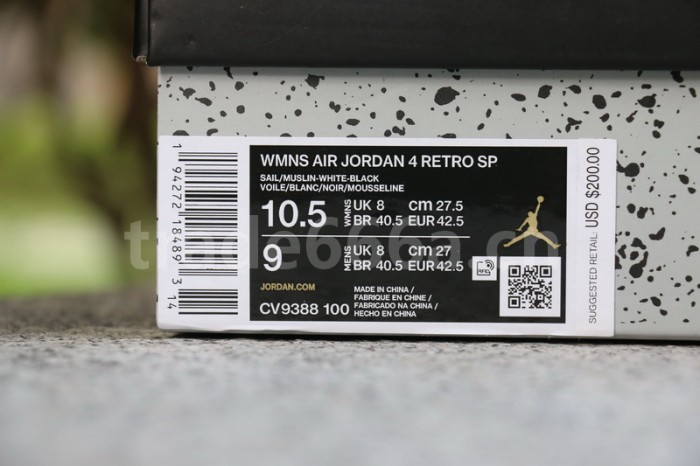 WMNS AIR JORDAN 4 RETRO SP
SAIL/MUSLIN-WHITE-BLACK
VOILE/BLANC/NOIR/MOUSSELINE
10.5 WMNS UK 8 cm 27.5
BR 40.5 EUR 42.5
9 MENS UK 8 cm 27
BR 40.5 EUR 42.5
JORDAN.COM
CV9388 100
MADE IN CHINA /
FABRIQUE EN CHINE /
FABRICADO NA CHINA /
HECHO EN CHINA
RFID
SUGGESTED RETAIL: USD $200.00
1 94272 18489 3 14